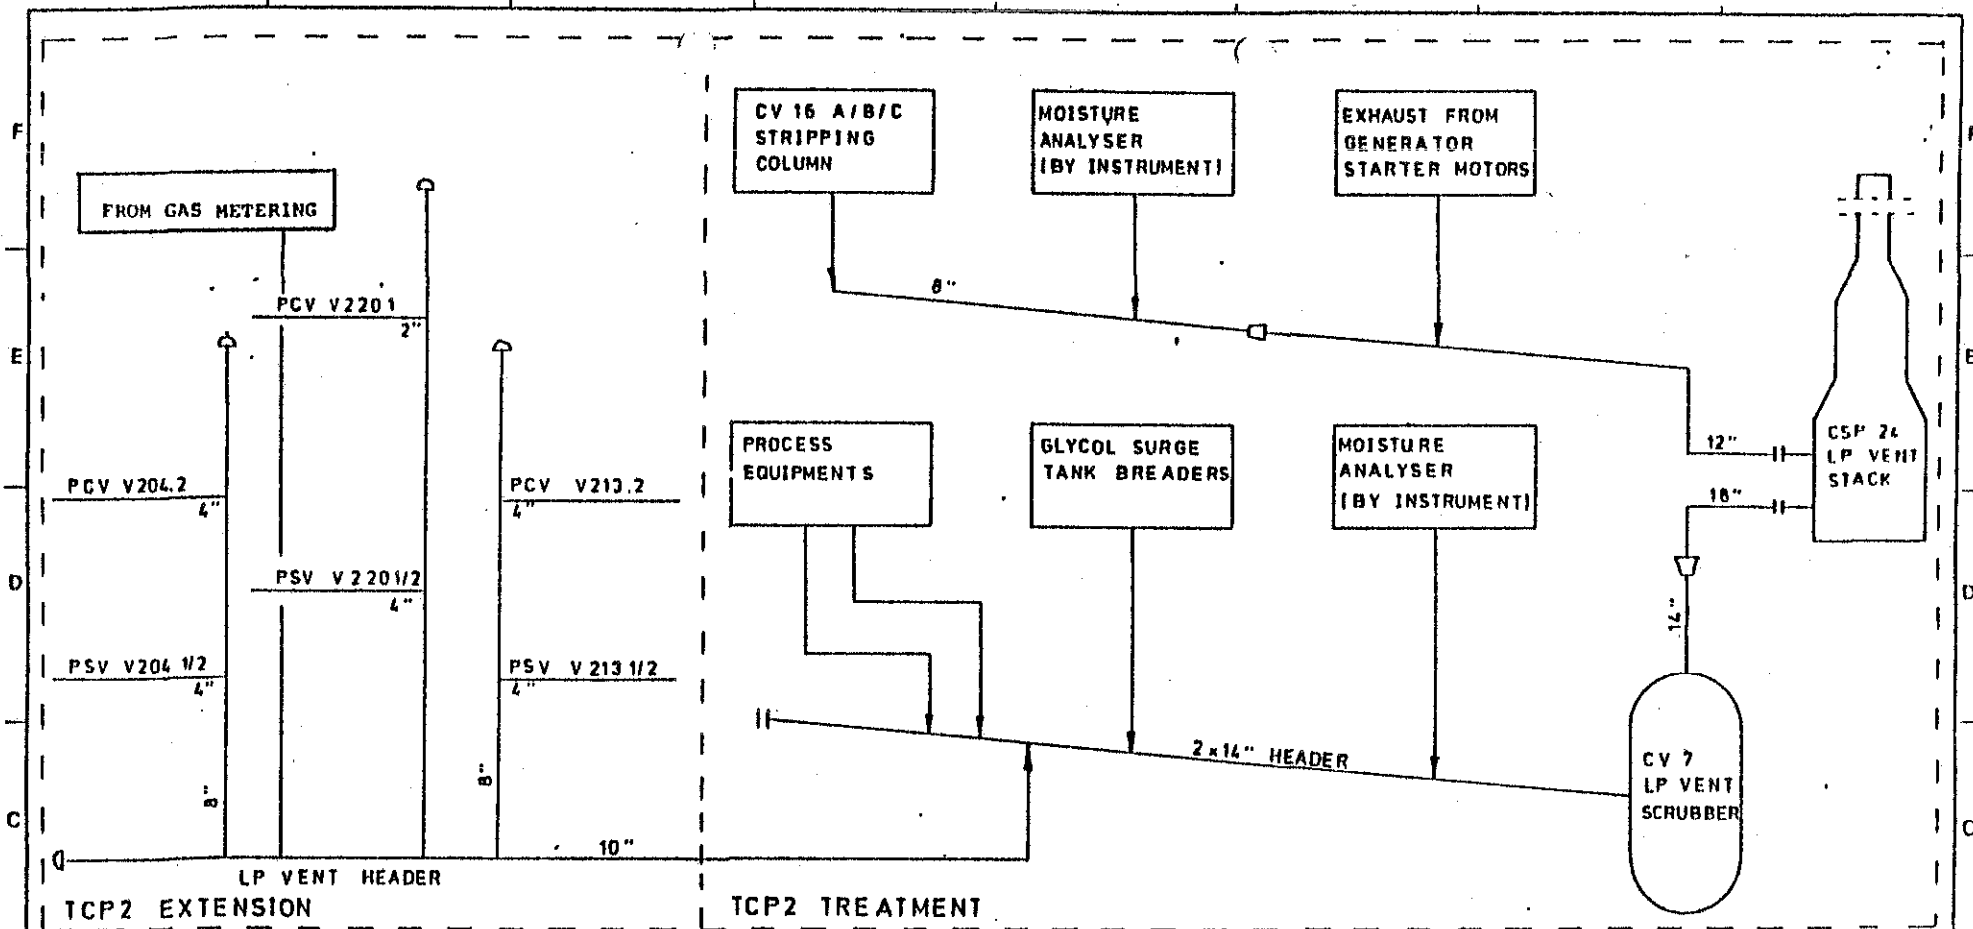 F
CV 16 A/B/C
STRIPPING
COLUMN
MOISTURE
ANALYSER
(BY INSTRUMENT)
EXHAUST FROM
GENERATOR
STARTER MOTORS
FROM GAS METERING
PCV V2201
2"
8"
E
E
PROCESS
EQUIPMENTS
GLYCOL SURGE
TANK BREADERS
MOISTURE
ANALYSER
(BY INSTRUMENT)
12"
CSP 24
LP VENT
STACK
18"
PCV V204.2
4"
PCV V213.2
4"
D
D
PSV V2201/2
4"
14"
PSV V204 1/2
4"
PSV V213 1/2
4"
2x14" HEADER
CV 7
LP VENT
SCRUBBER
8"
8"
C
C
10"
LP VENT HEADER
TCP2 EXTENSION
TCP2 TREATMENT